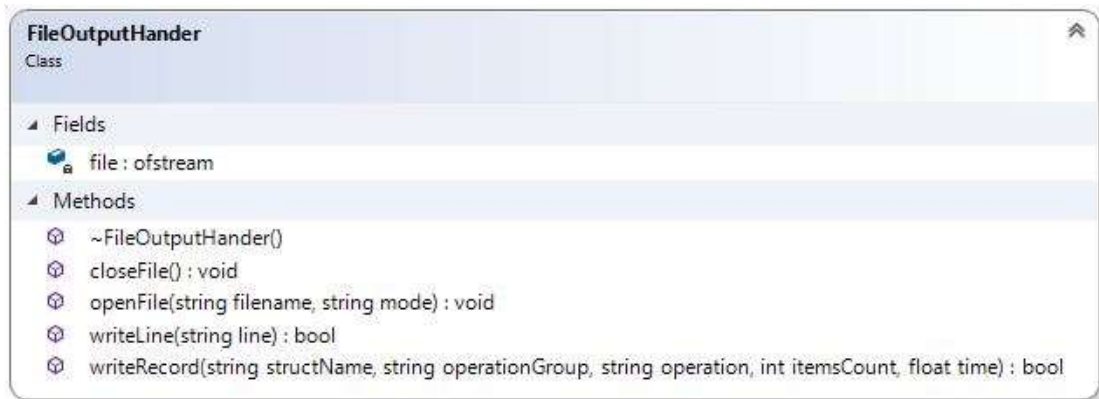 FileOutputHander
Class
Fields
file : ofstream
Methods
~FileOutputHander()
closeFile() : void
openFile(string filename, string mode) : void
writeLine(string line) : bool
writeRecord(string structName, string operationGroup, string operation, int itemsCount, float time) : bool